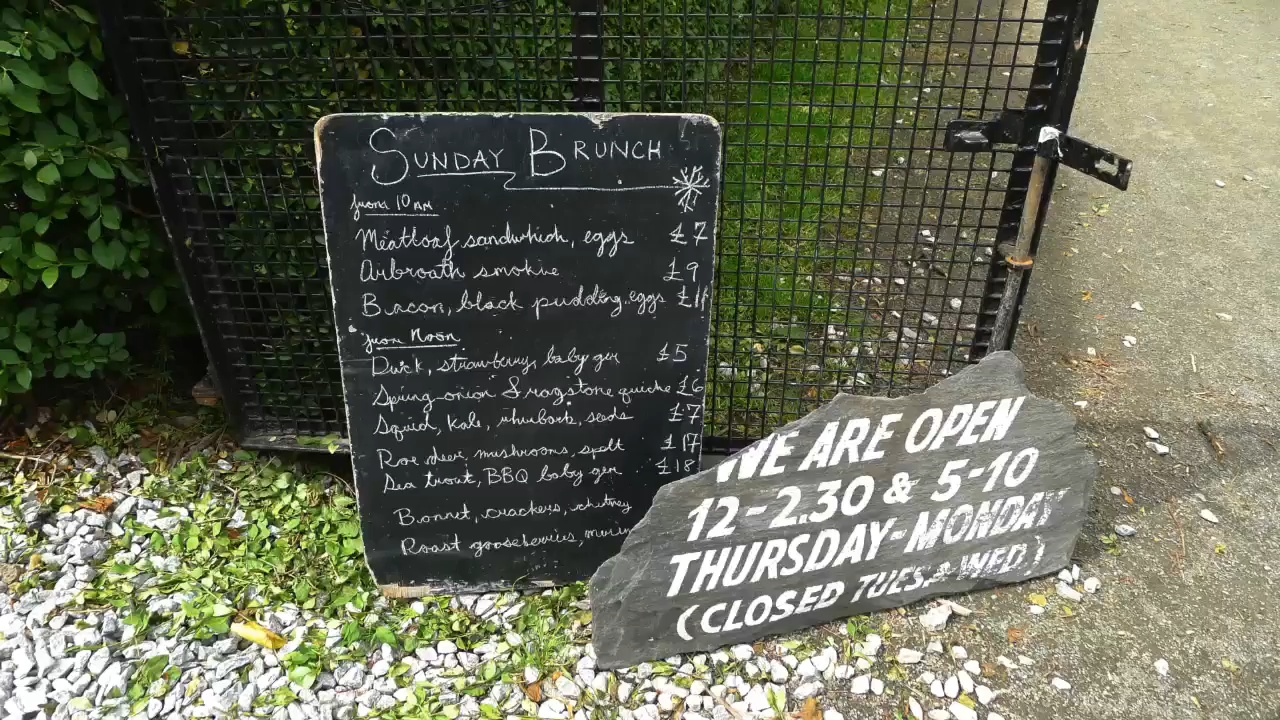 SUNDAY BRUNCH
from 10 am
Meatloaf sandwhich, eggs £7
Arbroath smokie £9
Bacon, black pudding, eggs £11
from Noon
Duck, strawberry, baby gem £5
Spring onion & ragstone quiche £6
Squid, kale, rhubarb, seeds £7
Roe deer, mushrooms, spelt £17
Sea trout, BBQ baby gem £18
Bonnet, crackers, chutney
Roast gooseberries,
WE ARE OPEN
12-2.30 & 5-10
THURSDAY-MONDAY
(CLOSED TUES & WED)